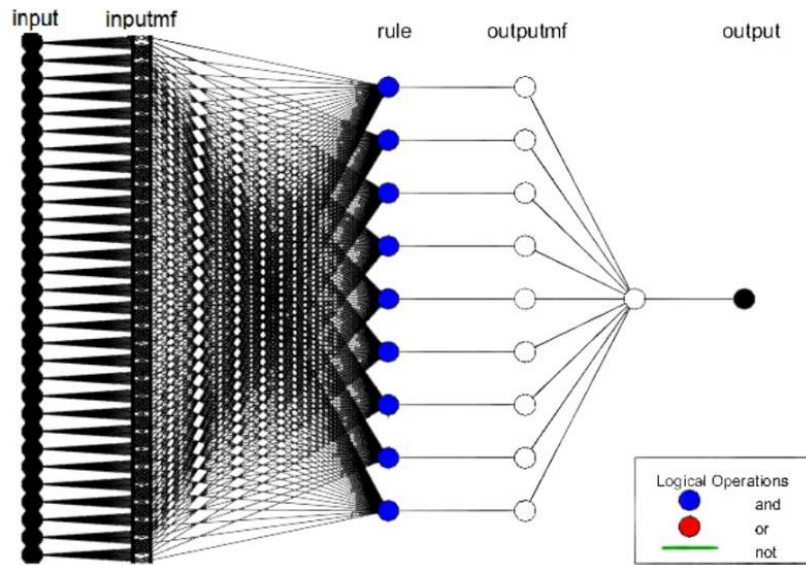 input
inputmf
rule
outputmf
output
Logical Operations
and
or
not